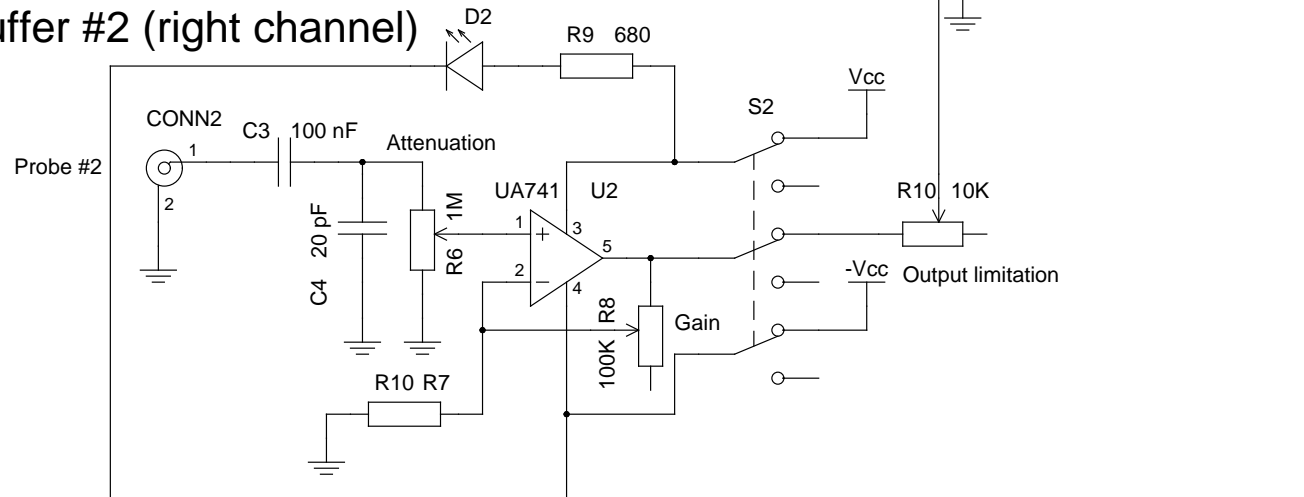 uffer #2 (right channel)
D2
R9 680
Vcc
S2
CONN2
C3 100 nF
Attenuation
Probe #2
1
2
UA741 U2
R10 10K
1M
R6
20 pF
C4
1
2
3
4
5
-Vcc
Output limitation
R8
100K
Gain
R10 R7